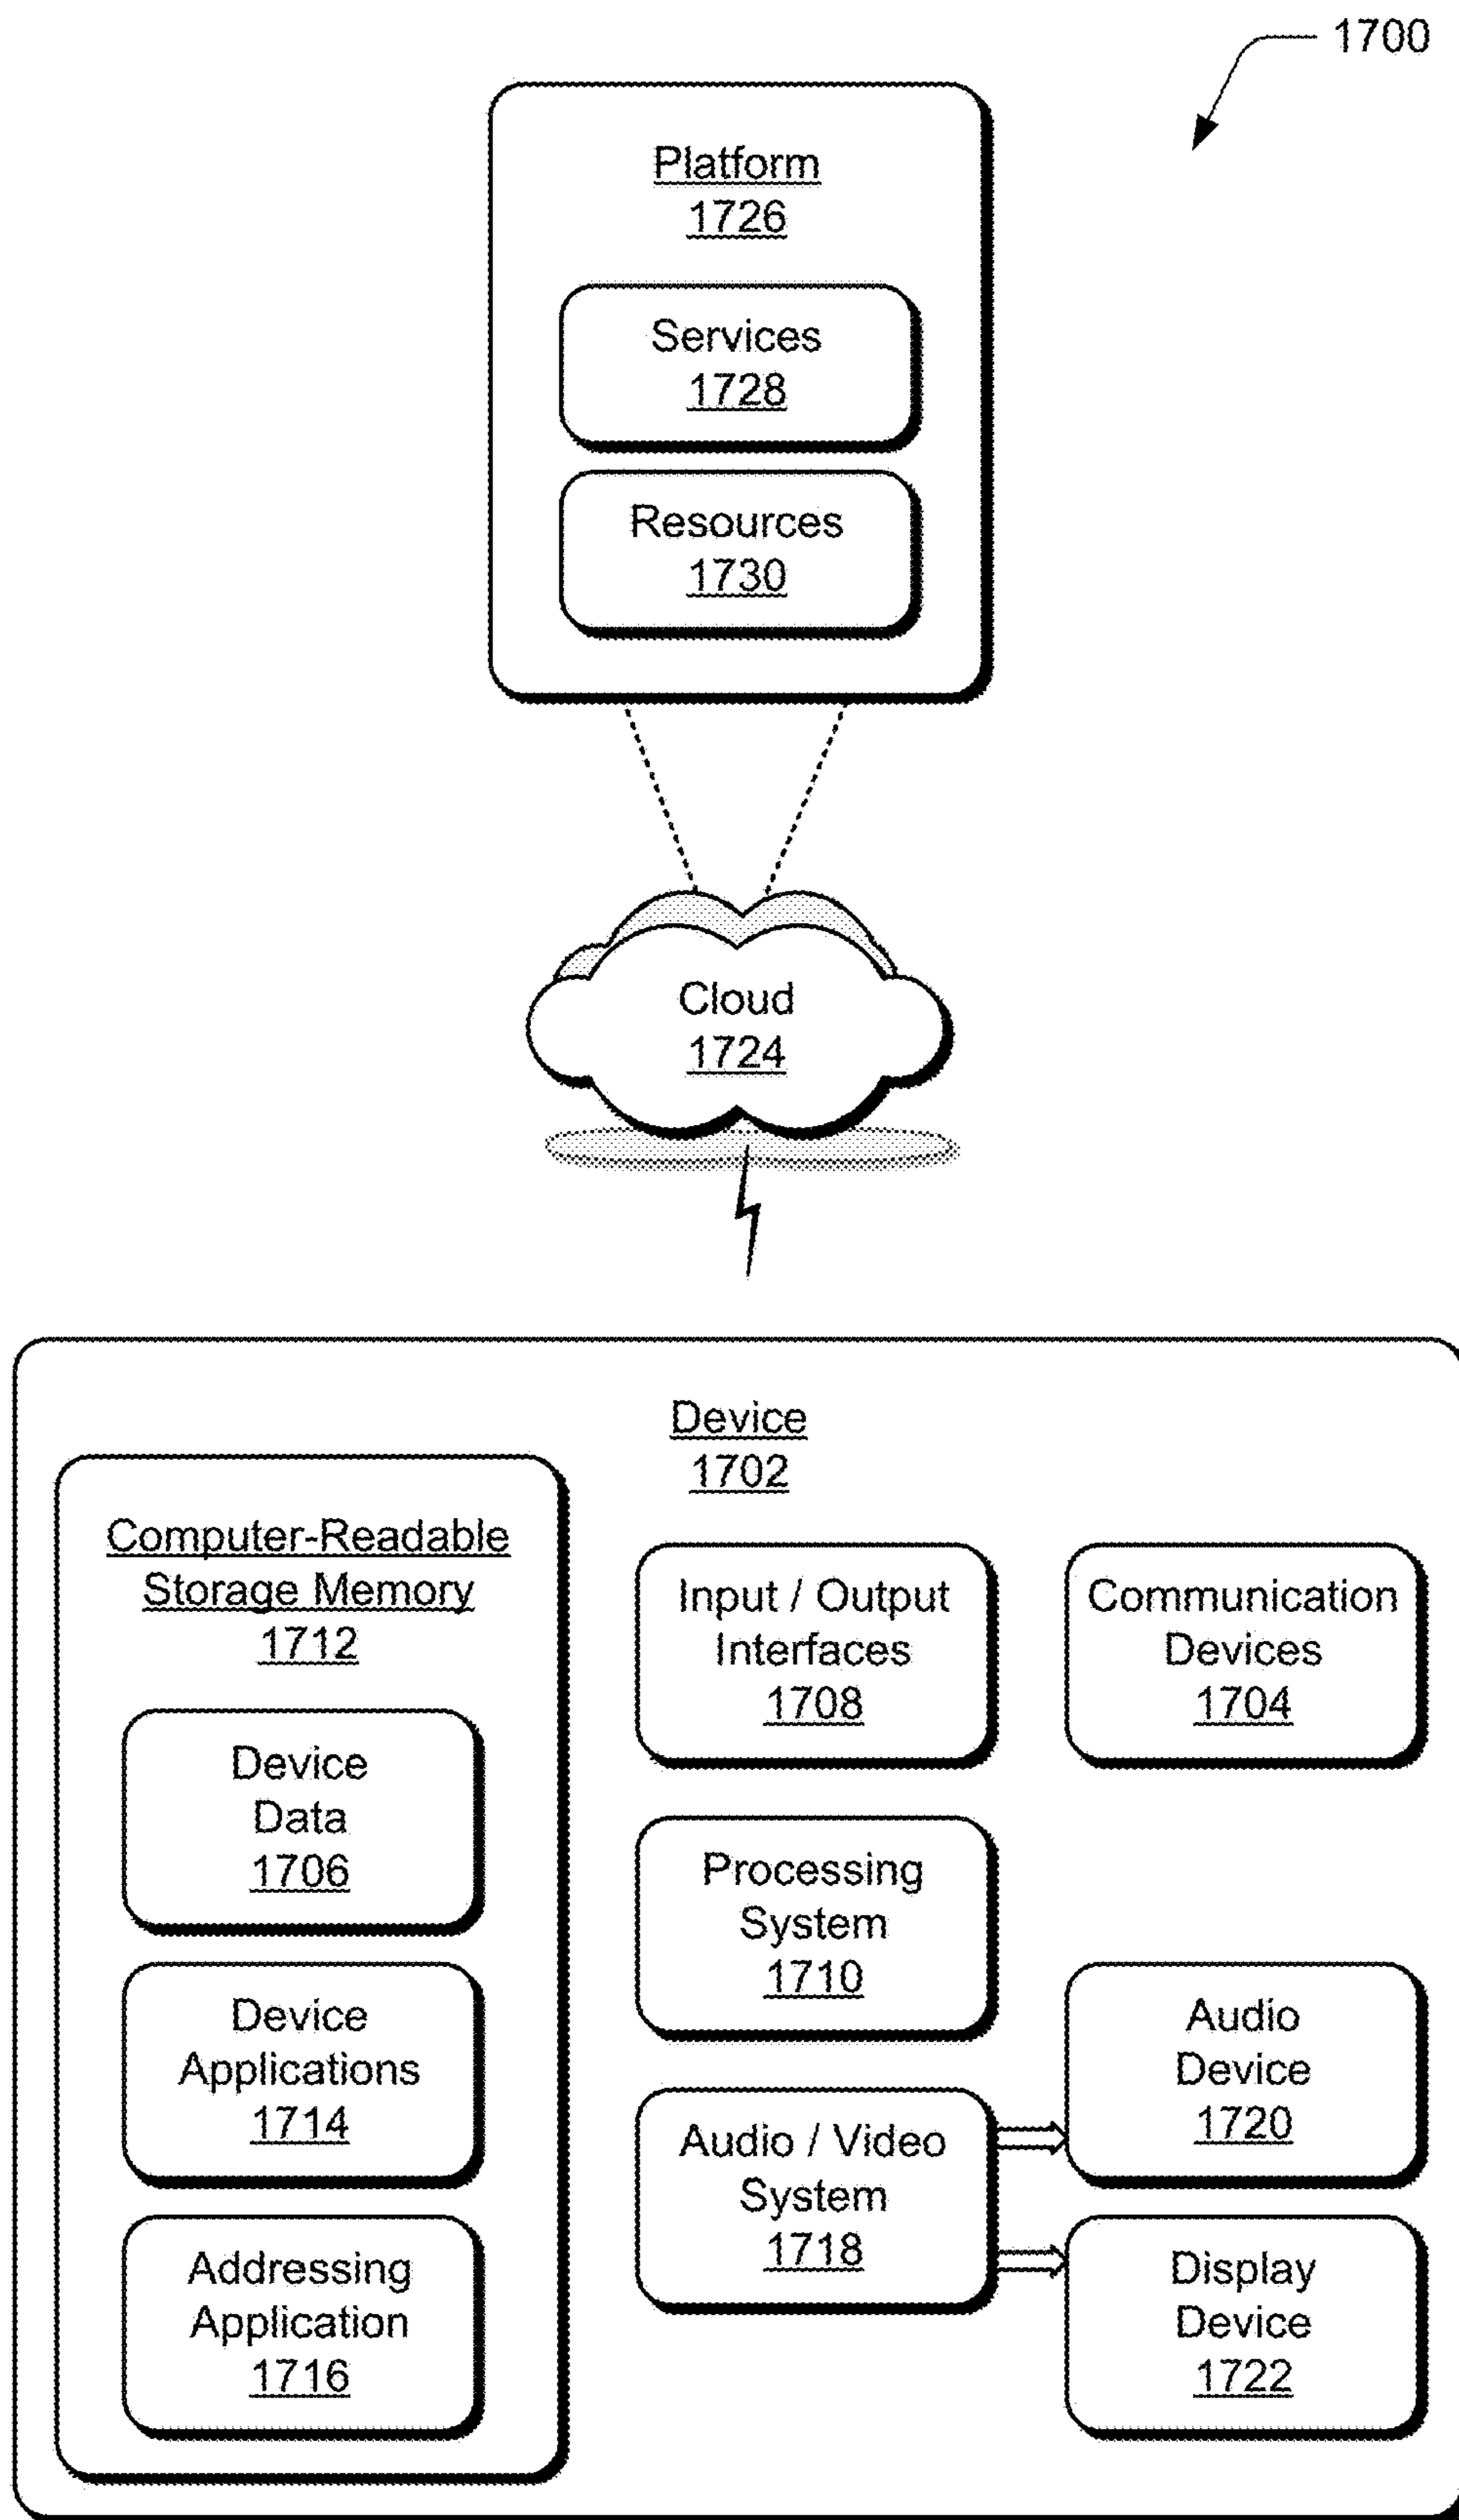 1700
Platform
1726
Services
1728
Resources
1730
Cloud
1724
Device
1702
Computer-Readable
Storage Memory
1712
Device
Data
1706
Device
Applications
1714
Addressing
Application
1716
Input / Output
Interfaces
1708
Processing
System
1710
Audio / Video
System
1718
Communication
Devices
1704
Audio
Device
1720
Display
Device
1722